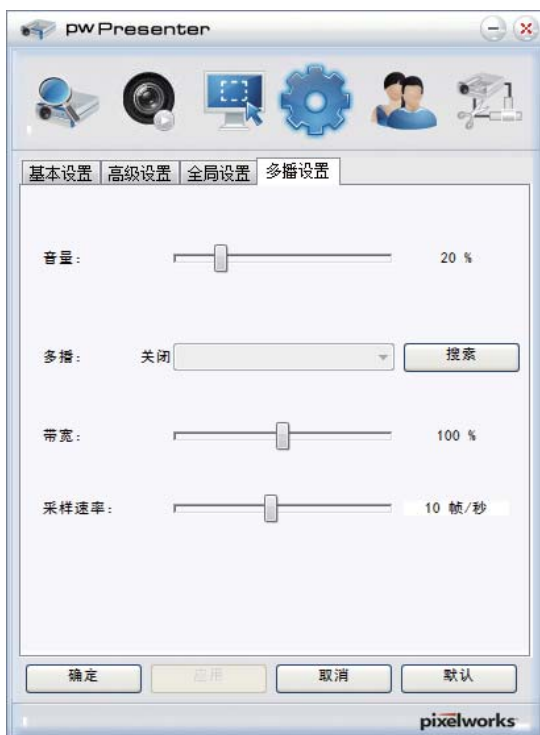 pwPresenter
基本设置 高级设置 全局设置 多播设置
音量: 20 %
多播: 关闭 搜索
带宽: 100 %
采样速率: 10 帧/秒
确定 应用 取消 默认
pixelworks